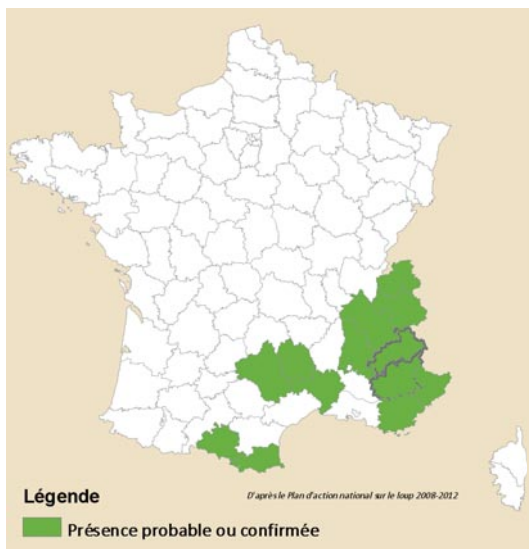 Légende
D'après le Plan d'action national sur le loup 2008-2012
Présence probable ou confirmée